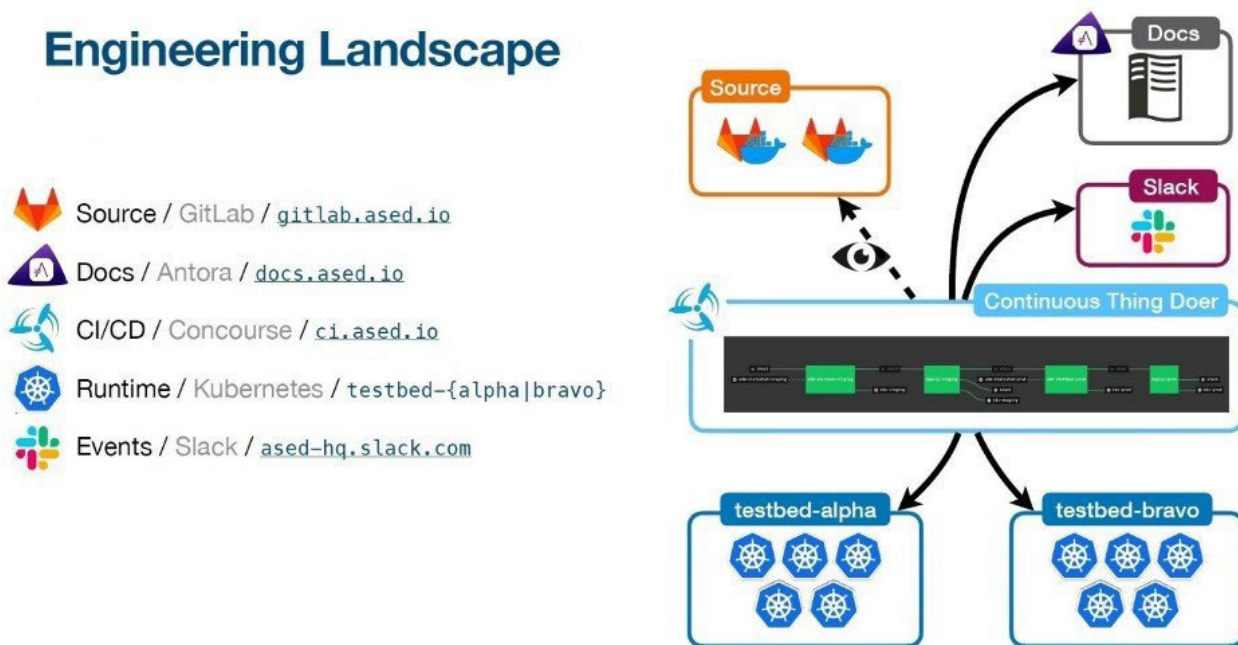 Engineering Landscape
Source / GitLab / gitlab.ased.io
Docs / Antora / docs.ased.io
CI/CD / Concourse / ci.ased.io
Runtime / Kubernetes / testbed-{alpha|bravo}
Events / Slack / ased-hq.slack.com
Docs
Source
Slack
Continuous Thing Doer
testbed-alpha
testbed-bravo